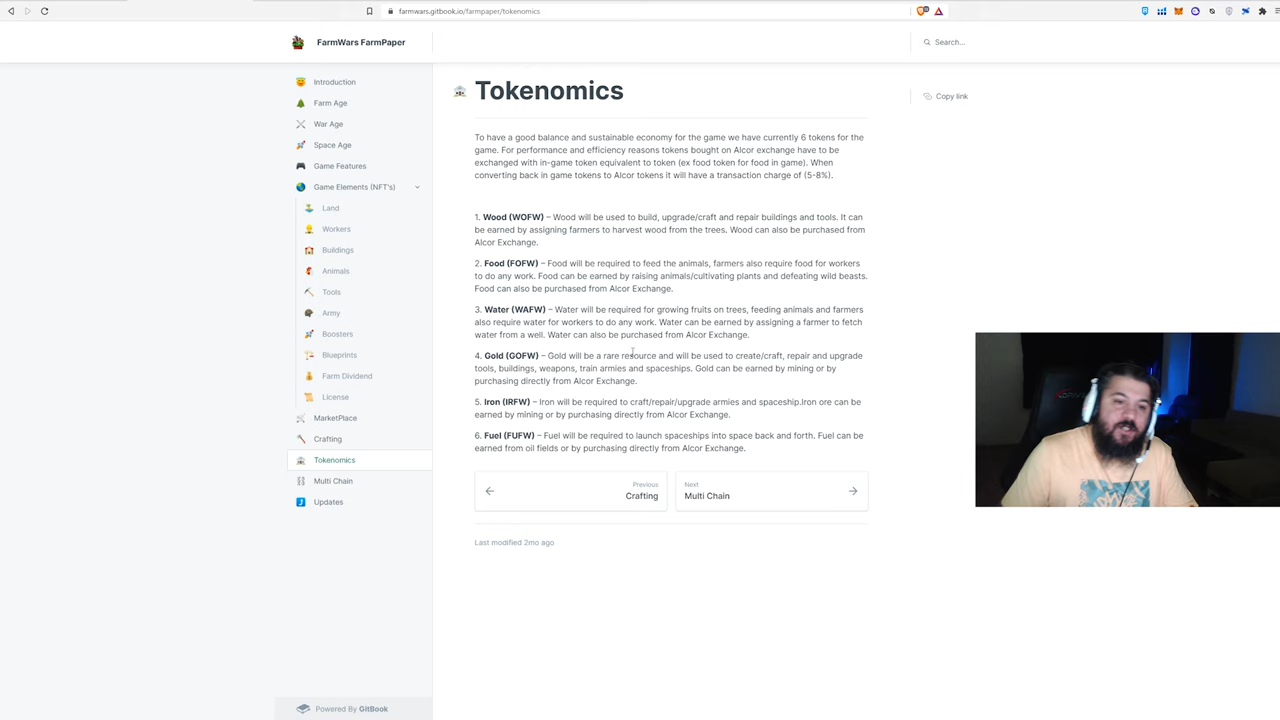 farmwars.gitbook.io/farmpaper/tokenomics
FarmWars FarmPaper
Search...
Introduction
Farm Age
War Age
Space Age
Game Features
Game Elements (NFT's)
Land
Workers
Buildings
Animals
Tools
Army
Boosters
Blueprints
Farm Dividend
License
MarketPlace
Crafting
Tokenomics
Multi Chain
Updates
Powered By GitBook
Tokenomics
Copy link
To have a good balance and sustainable economy for the game we have currently 6 tokens for the
game. For performance and efficiency reasons tokens bought on Alcor exchange have to be
exchanged with in-game token equivalent to token (ex food token for food in game). When
converting back in game tokens to Alcor tokens it will have a transaction charge of (5-8%).
1. Wood (WOFW) – Wood will be used to build, upgrade/craft and repair buildings and tools. It can
be earned by assigning farmers to harvest wood from the trees. Wood can also be purchased from
Alcor Exchange.
2. Food (FOFW) – Food will be required to feed the animals, farmers also require food for workers
to do any work. Food can be earned by raising animals/cultivating plants and defeating wild beasts.
Food can also be purchased from Alcor Exchange.
3. Water (WAFW) – Water will be required for growing fruits on trees, feeding animals and farmers
also require water for workers to do any work. Water can be earned by assigning a farmer to fetch
water from a well. Water can also be purchased from Alcor Exchange.
4. Gold (GOFW) – Gold will be a rare resource and will be used to create/craft, repair and upgrade
tools, buildings, weapons, train armies and spaceships. Gold can be earned by mining or by
purchasing directly from Alcor Exchange.
5. Iron (IRFW) – Iron will be required to craft/repair/upgrade armies and spaceship.Iron ore can be
earned by mining or by purchasing directly from Alcor Exchange.
6. Fuel (FUFW) – Fuel will be required to launch spaceships into space back and forth. Fuel can be
earned from oil fields or by purchasing directly from Alcor Exchange.
Previous
Crafting
Next
Multi Chain
Last modified 2mo ago